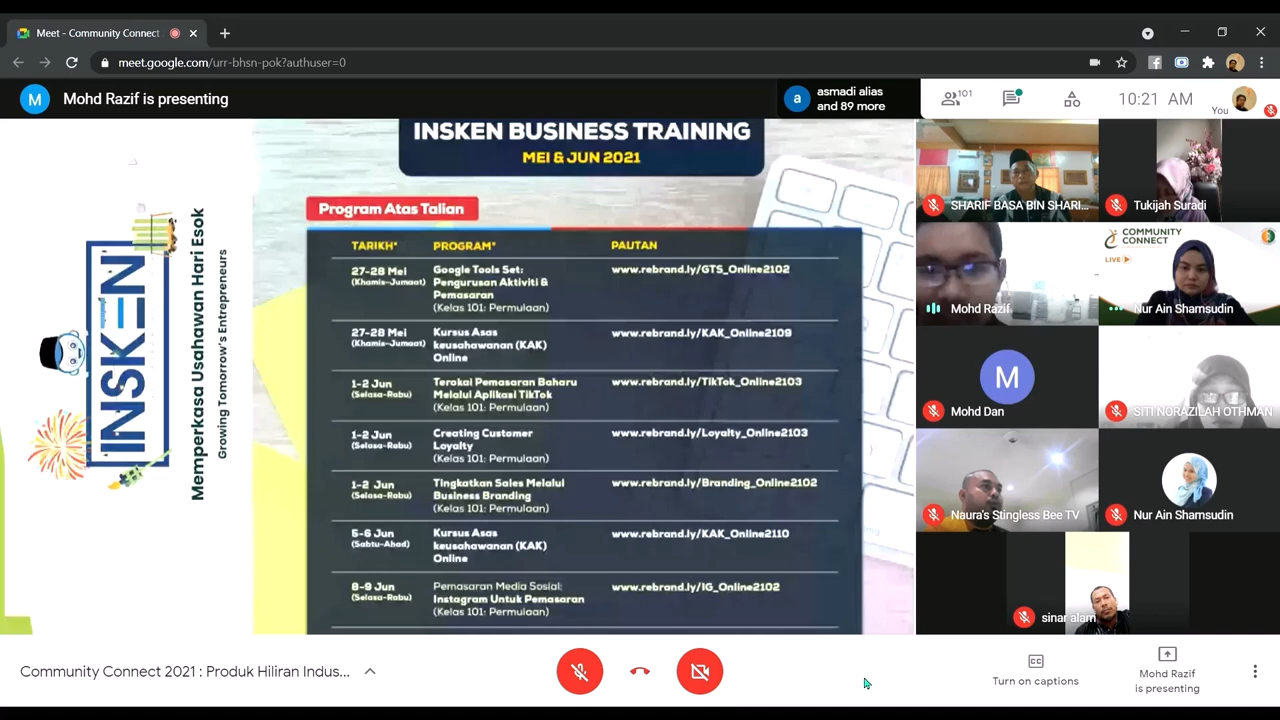 Meet - Community Connect
meet.google.com/urr-bhsn-pok?authuser=0
M
Mohd Razif is presenting
a
asmadi alias
and 89 more
101
10:21 AM
You
INSKEN BUSINESS TRAINING
MEI & JUN 2021
Program Atas Talian
TARIKH* PROGRAM* PAUTAN
27-28 Mei
(Khamis-Jumaat)
Google Tools Set:
Pengurusan Aktiviti &
Pemasaran
(Kelas 101: Permulaan)
www.rebrand.ly/GTS_Online2102
27-28 Mei
(Khamis-Jumaat)
Kursus Asas
keusahawanan (KAK)
Online
www.rebrand.ly/KAK_Online2109
1-2 Jun
(Selasa-Rabu)
Terokai Pemasaran Baharu
Melalui Aplikasi TikTok
(Kelas 101: Permulaan)
www.rebrand.ly/TikTok_Online2103
1-2 Jun
(Selasa-Rabu)
Creating Customer
Loyalty
(Kelas 101: Permulaan)
www.rebrand.ly/Loyalty_Online2103
1-2 Jun
(Selasa-Rabu)
Tingkatkan Sales Melalui
Business Branding
(Kelas 101: Permulaan)
www.rebrand.ly/Branding_Online2102
5-6 Jun
(Sabtu-Ahad)
Kursus Asas
keusahawanan (KAK)
Online
www.rebrand.ly/KAK_Online2110
8-9 Jun
(Selasa-Rabu)
Pemasaran Media Sosial:
Instagram Untuk Pemasaran
(Kelas 101: Permulaan)
www.rebrand.ly/IG_Online2102
INSKEN
Memperkasa Usahawan Hari Esok
Growing Tomorrow's Entrepreneurs
SHARIF BASA BIN SHARI...
Tukijah Suradi
Mohd Razif
COMMUNITY
CONNECT
LIVE
Nur Ain Shamsudin
M
Mohd Dan
SITI NORAZILAH OTHMAN
Naura's Stingless Bee TV
Nur Ain Shamsudin
sinar alam
Community Connect 2021 : Produk Hiliran Indus...
CC
Turn on captions
Mohd Razif
is presenting